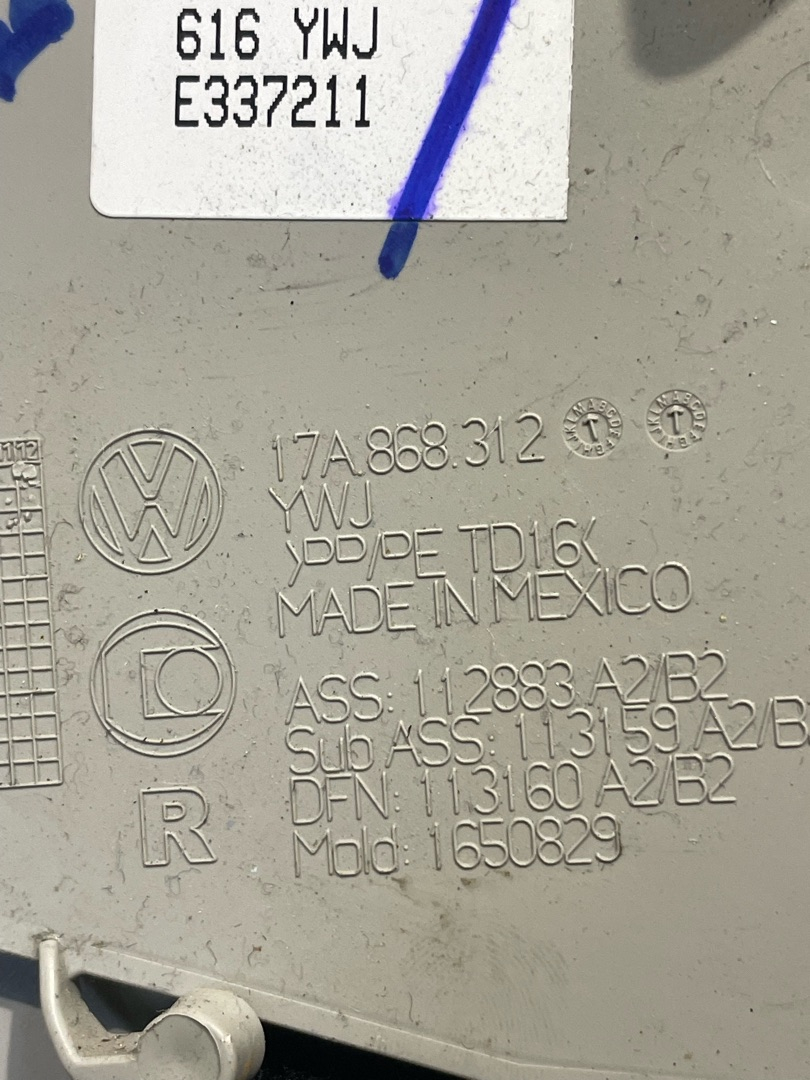 616 YWJ
E337211
17A.868.312
YWJ
>PP/PE TD16<
MADE IN MEXICO
ASS: 112883 A2/B2
Sub ASS: 113159 A2/B
DFN: 113160 A2/B2
Mold: 1650829
R
1112